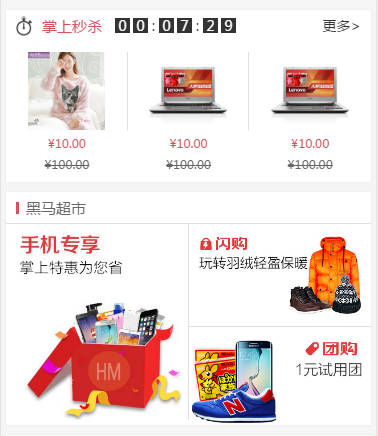 掌上秒杀 00:07:29 更多>
Lenovo Lenovo
¥10.00 ¥10.00 ¥10.00
¥100.00 ¥100.00 ¥100.00
黑马超市
手机专享
掌上特惠为您省
HM
闪购
玩转羽绒轻盈保暖
团购
1元试用团
N